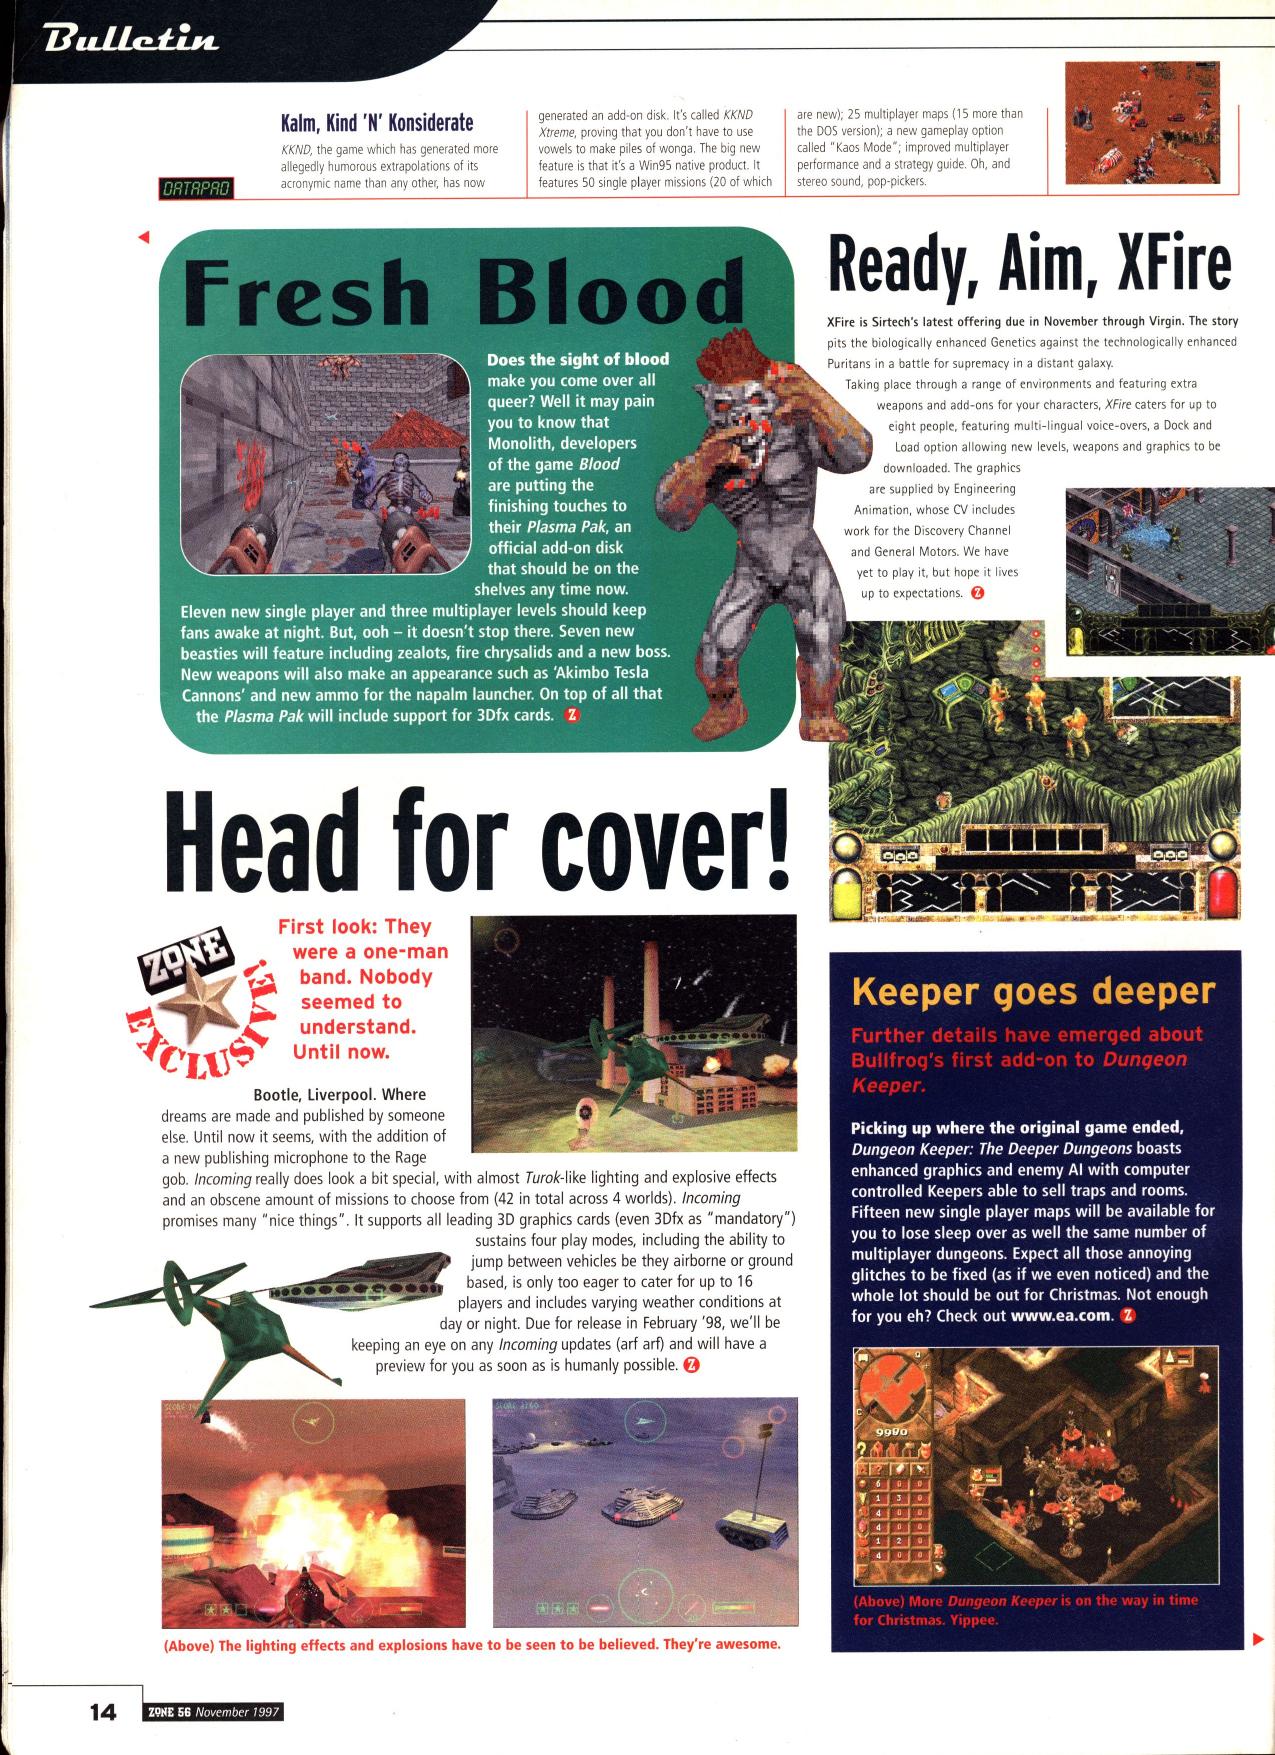 Bulletin
DATAPAD
Kalm, Kind 'N' Konsiderate
KKND, the game which has generated more
allegedly humorous extrapolations of its
acronymic name than any other, has now
generated an add-on disk. It's called KKND
Xtreme, proving that you don't have to use
vowels to make piles of wonga. The big new
feature is that it's a Win95 native product. It
features 50 single player missions (20 of which
are new); 25 multiplayer maps (15 more than
the DOS version); a new gameplay option
called "Kaos Mode"; improved multiplayer
performance and a strategy guide. Oh, and
stereo sound, pop-pickers.
Fresh Blood
Does the sight of blood
make you come over all
queer? Well it may pain
you to know that
Monolith, developers
of the game Blood
are putting the
finishing touches to
their Plasma Pak, an
official add-on disk
that should be on the
shelves any time now.
Eleven new single player and three multiplayer levels should keep
fans awake at night. But, ooh – it doesn't stop there. Seven new
beasties will feature including zealots, fire chrysalids and a new boss.
New weapons will also make an appearance such as 'Akimbo Tesla
Cannons' and new ammo for the napalm launcher. On top of all that
the Plasma Pak will include support for 3Dfx cards. Z
Ready, Aim, XFire
XFire is Sirtech's latest offering due in November through Virgin. The story
pits the biologically enhanced Genetics against the technologically enhanced
Puritans in a battle for supremacy in a distant galaxy.
Taking place through a range of environments and featuring extra
weapons and add-ons for your characters, XFire caters for up to
eight people, featuring multi-lingual voice-overs, a Dock and
Load option allowing new levels, weapons and graphics to be
downloaded. The graphics
are supplied by Engineering
Animation, whose CV includes
work for the Discovery Channel
and General Motors. We have
yet to play it, but hope it lives
up to expectations. Z
Head for cover!
ZONE
EXCLUSIVE!
First look: They
were a one-man
band. Nobody
seemed to
understand.
Until now.
Bootle, Liverpool. Where
dreams are made and published by someone
else. Until now it seems, with the addition of
a new publishing microphone to the Rage
gob. Incoming really does look a bit special, with almost Turok-like lighting and explosive effects
and an obscene amount of missions to choose from (42 in total across 4 worlds). Incoming
promises many "nice things". It supports all leading 3D graphics cards (even 3Dfx as "mandatory")
sustains four play modes, including the ability to
jump between vehicles be they airborne or ground
based, is only too eager to cater for up to 16
players and includes varying weather conditions at
day or night. Due for release in February '98, we'll be
keeping an eye on any Incoming updates (arf arf) and will have a
preview for you as soon as is humanly possible. Z
(Above) The lighting effects and explosions have to be seen to be believed. They're awesome.
Keeper goes deeper
Further details have emerged about
Bullfrog's first add-on to Dungeon
Keeper.
Picking up where the original game ended,
Dungeon Keeper: The Deeper Dungeons boasts
enhanced graphics and enemy AI with computer
controlled Keepers able to sell traps and rooms.
Fifteen new single player maps will be available for
you to lose sleep over as well the same number of
multiplayer dungeons. Expect all those annoying
glitches to be fixed (as if we even noticed) and the
whole lot should be out for Christmas. Not enough
for you eh? Check out www.ea.com. Z
9990
(Above) More Dungeon Keeper is on the way in time
for Christmas. Yippee.
14
ZONE 56 November 1997